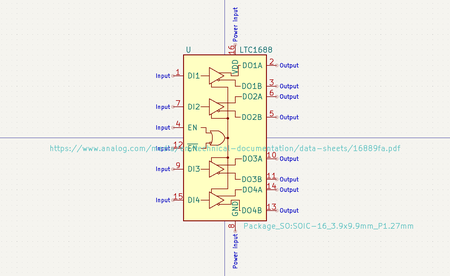 Power Input
U
LTC1688
16
VDD
DO1A 2 Output
Input 1 DI1
DO1B 3 Output
DO2A 6 Output
Input 7 DI2
DO2B 5 Output
Input 4 EN
Input 12 EN
https://www.analog.com/ technical-documentation/data-sheets/16889fa.pdf
DO3A 10 Output
Input 9 DI3
DO3B 11 Output
DO4A 14 Output
Input 15 DI4
DO4B 13 Output
GND
8
Package_SO:SOIC-16_3.9x9.9mm_P1.27mm
Power Input